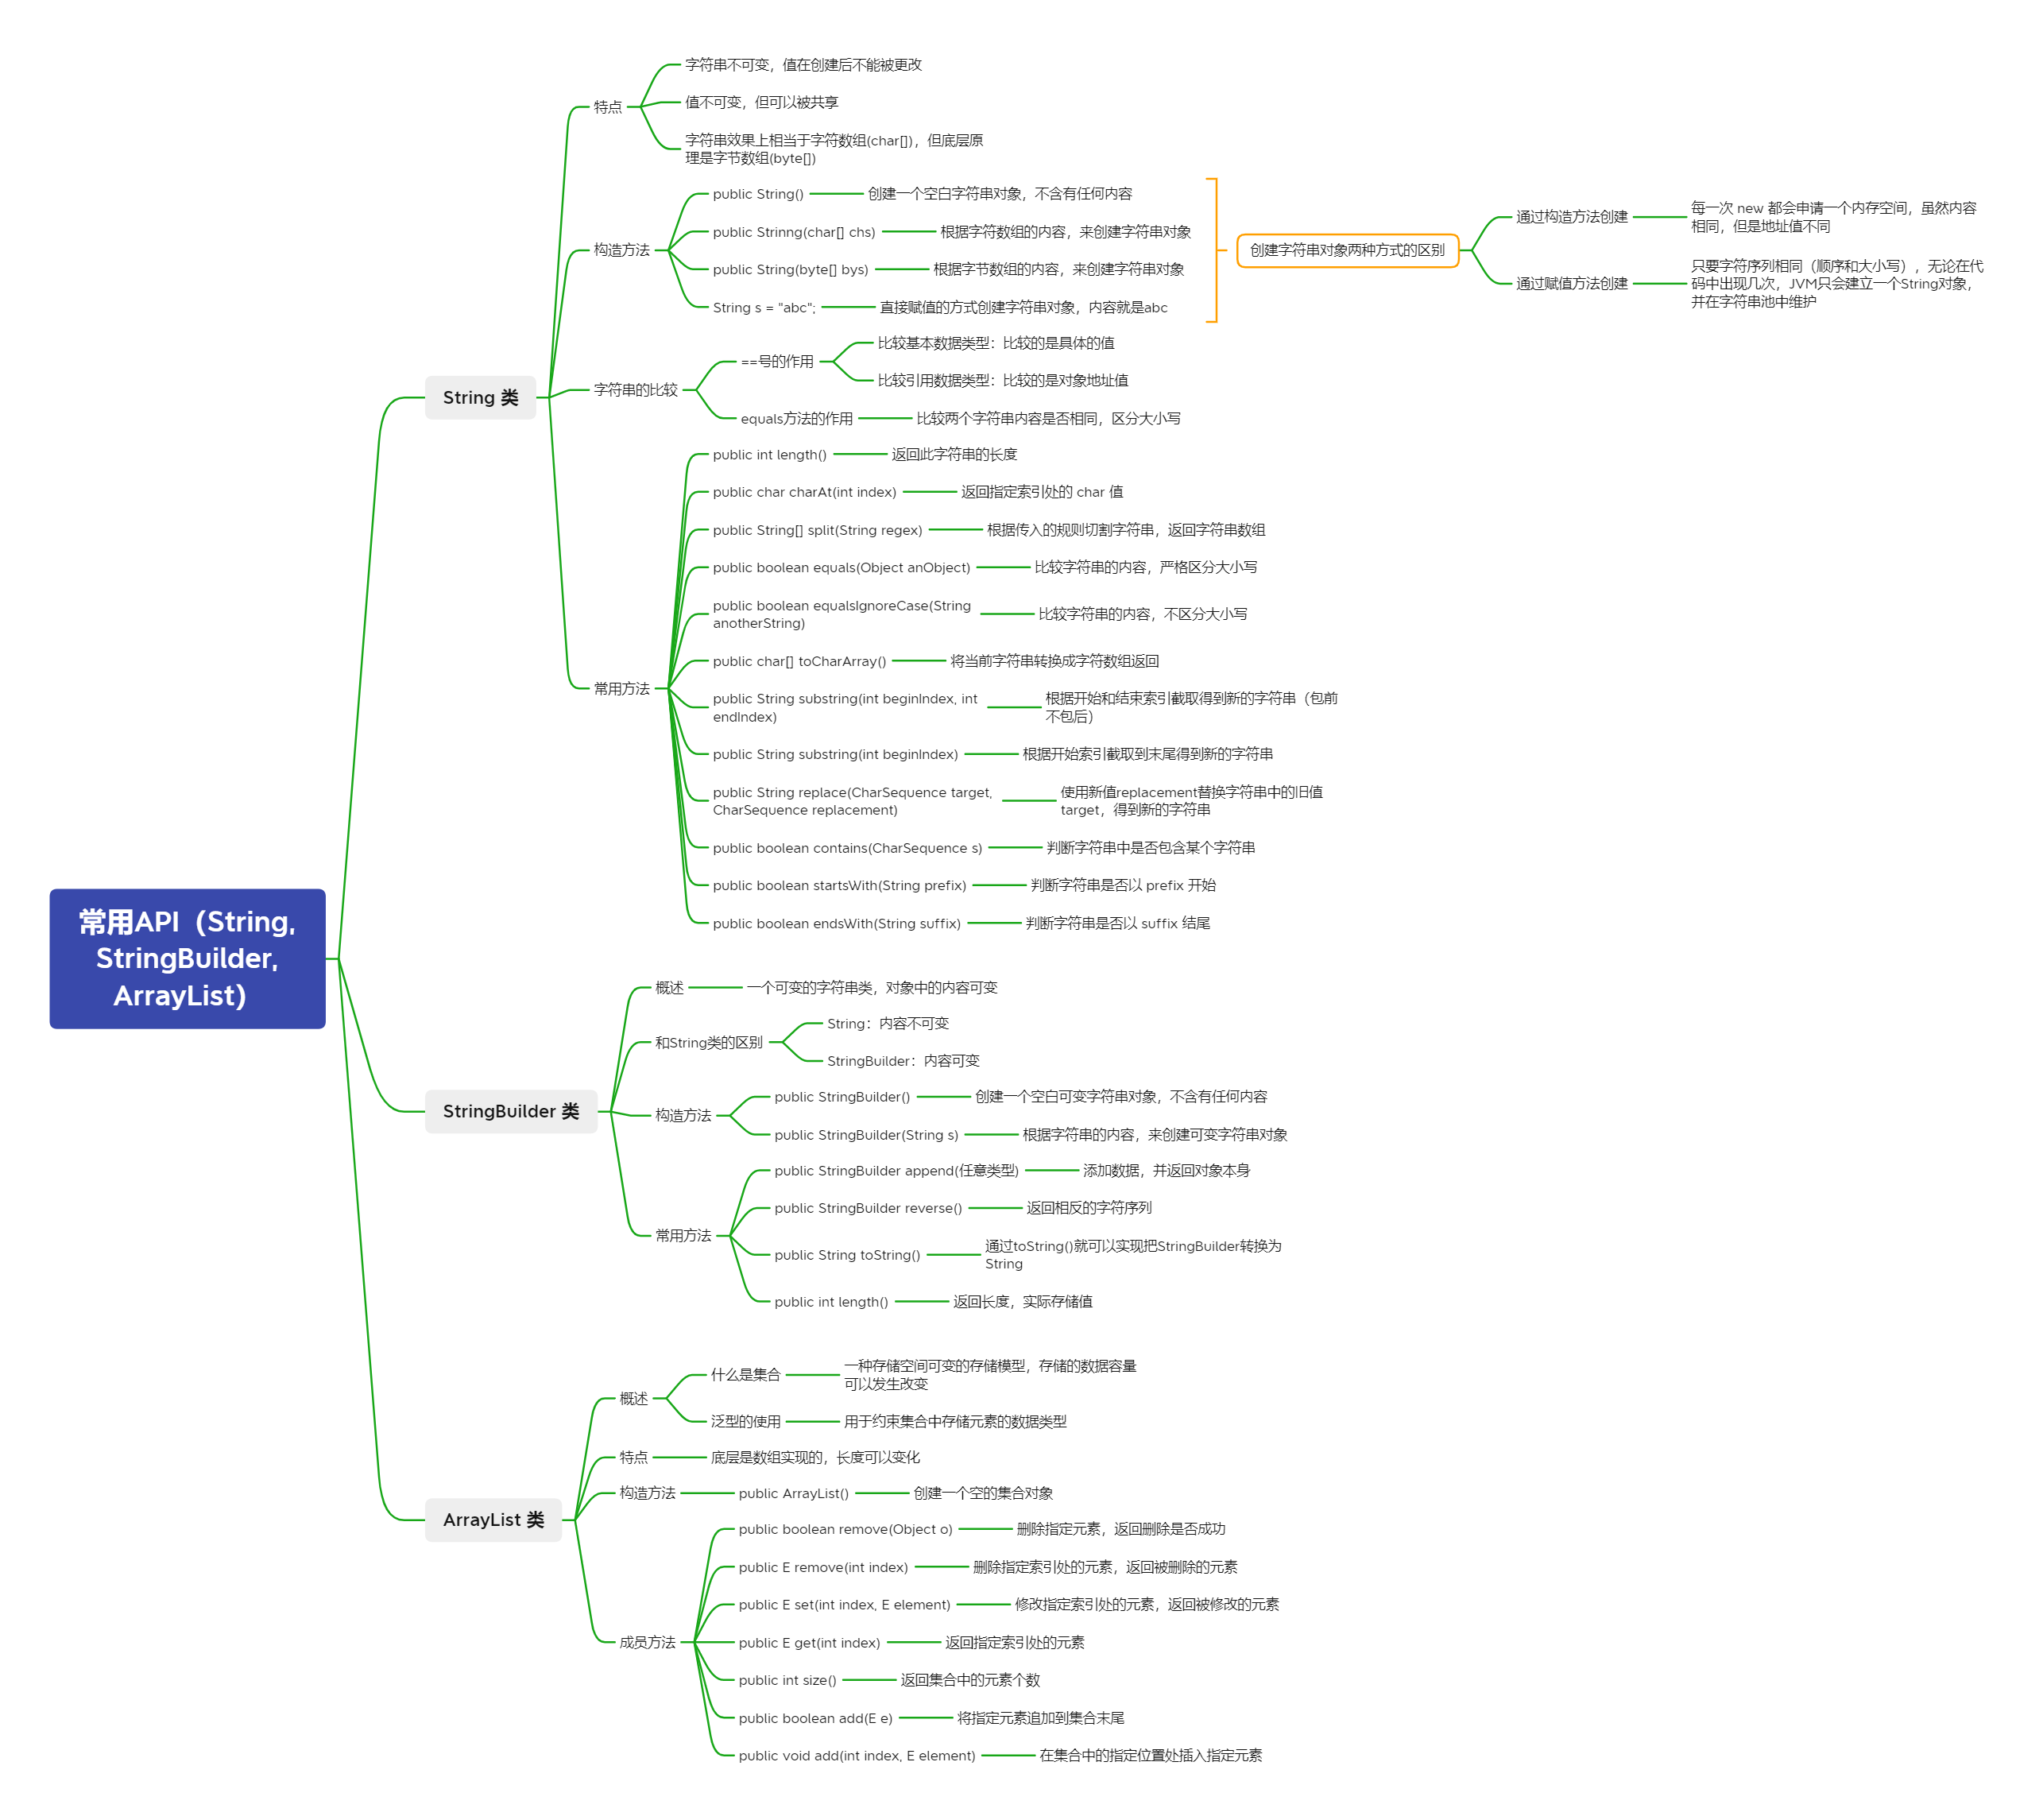 常用API（String,
StringBuilder,
ArrayList）
String 类
特点
字符串不可变，值在创建后不能被更改
值不可变，但可以被共享
字符串效果上相当于字符数组(char[])，但底层原
理是字节数组(byte[])
构造方法
public String()
创建一个空白字符串对象，不含有任何内容
public Strinng(char[] chs)
根据字符数组的内容，来创建字符串对象
public String(byte[] bys)
根据字节数组的内容，来创建字符串对象
String s = "abc";
直接赋值的方式创建字符串对象，内容就是abc
创建字符串对象两种方式的区别
通过构造方法创建
每一次 new 都会申请一个内存空间，虽然内容
相同，但是地址值不同
通过赋值方法创建
只要字符序列相同（顺序和大小写），无论在代
码中出现几次，JVM只会建立一个String对象，
并在字符串池中维护
字符串的比较
==号的作用
比较基本数据类型：比较的是具体的值
比较引用数据类型：比较的是对象地址值
equals方法的作用
比较两个字符串内容是否相同，区分大小写
常用方法
public int length()
返回此字符串的长度
public char charAt(int index)
返回指定索引处的 char 值
public String[] split(String regex)
根据传入的规则切割字符串，返回字符串数组
public boolean equals(Object anObject)
比较字符串的内容，严格区分大小写
public boolean equalsIgnoreCase(String
anotherString)
比较字符串的内容，不区分大小写
public char[] toCharArray()
将当前字符串转换成字符数组返回
public String substring(int beginIndex, int
endIndex)
根据开始和结束索引截取得到新的字符串（包前
不包后）
public String substring(int beginIndex)
根据开始索引截取到末尾得到新的字符串
public String replace(CharSequence target,
CharSequence replacement)
使用新值replacement替换字符串中的旧值
target，得到新的字符串
public boolean contains(CharSequence s)
判断字符串中是否包含某个字符串
public boolean startsWith(String prefix)
判断字符串是否以 prefix 开始
public boolean endsWith(String suffix)
判断字符串是否以 suffix 结尾
StringBuilder 类
概述
一个可变的字符串类，对象中的内容可变
和String类的区别
String：内容不可变
StringBuilder：内容可变
构造方法
public StringBuilder()
创建一个空白可变字符串对象，不含有任何内容
public StringBuilder(String s)
根据字符串的内容，来创建可变字符串对象
常用方法
public StringBuilder append(任意类型)
添加数据，并返回对象本身
public StringBuilder reverse()
返回相反的字符序列
public String toString()
通过toString()就可以实现把StringBuilder转换为
String
public int length()
返回长度，实际存储值
ArrayList 类
概述
什么是集合
一种存储空间可变的存储模型，存储的数据容量
可以发生改变
泛型的使用
用于约束集合中存储元素的数据类型
特点
底层是数组实现的，长度可以变化
构造方法
public ArrayList()
创建一个空的集合对象
成员方法
public boolean remove(Object o)
删除指定元素，返回删除是否成功
public E remove(int index)
删除指定索引处的元素，返回被删除的元素
public E set(int index, E element)
修改指定索引处的元素，返回被修改的元素
public E get(int index)
返回指定索引处的元素
public int size()
返回集合中的元素个数
public boolean add(E e)
将指定元素追加到集合末尾
public void add(int index, E element)
在集合中的指定位置处插入指定元素